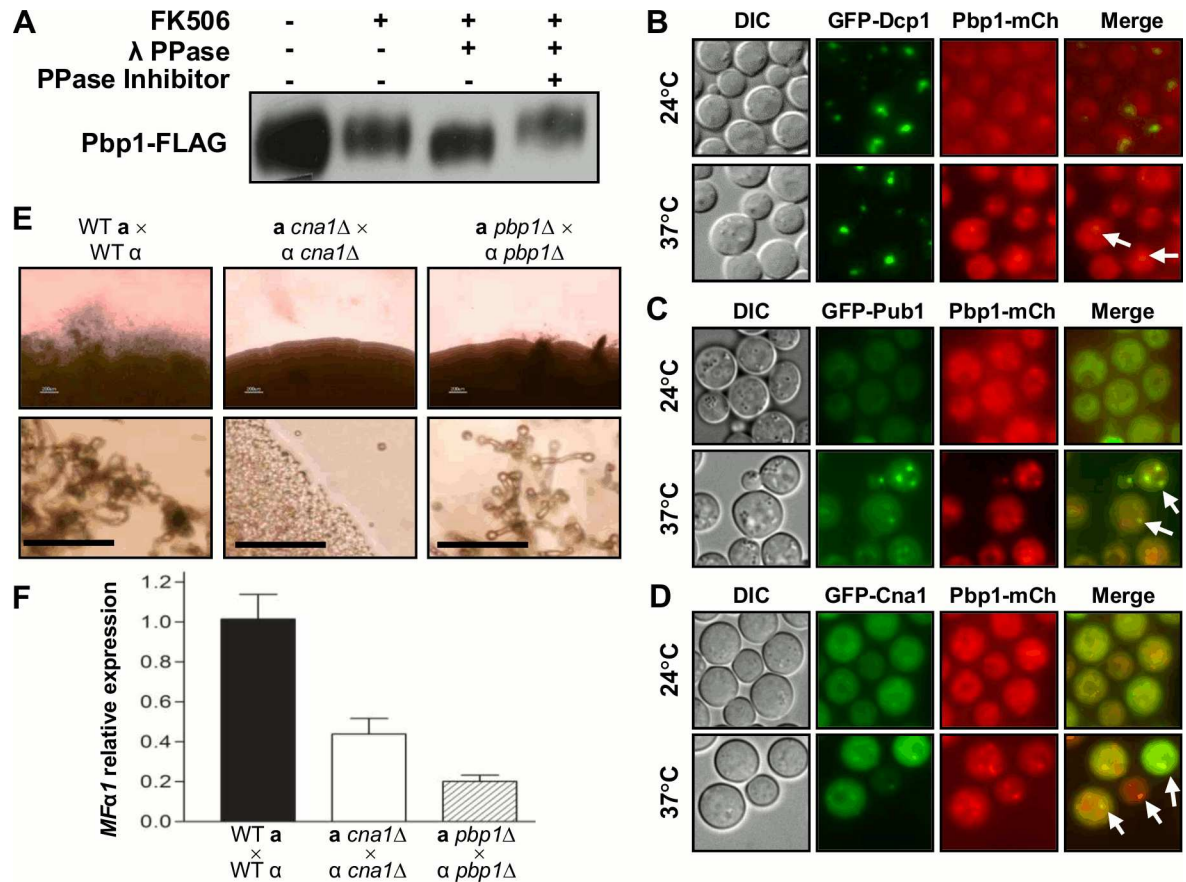 A
FK506 - + + +
λ PPase - - + +
PPase Inhibitor - - - +
Pbp1-FLAG
B
DIC GFP-Dcp1 Pbp1-mCh Merge
24°C
37°C
C
DIC GFP-Pub1 Pbp1-mCh Merge
24°C
37°C
D
DIC GFP-Cna1 Pbp1-mCh Merge
24°C
37°C
E
WT a × WT α
a cna1Δ × α cna1Δ
a pbp1Δ × α pbp1Δ
F
MFα1 relative expression
1.2
1.0
0.8
0.6
0.4
0.2
0.0
WT a × WT α
a cna1Δ × α cna1Δ
a pbp1Δ × α pbp1Δ